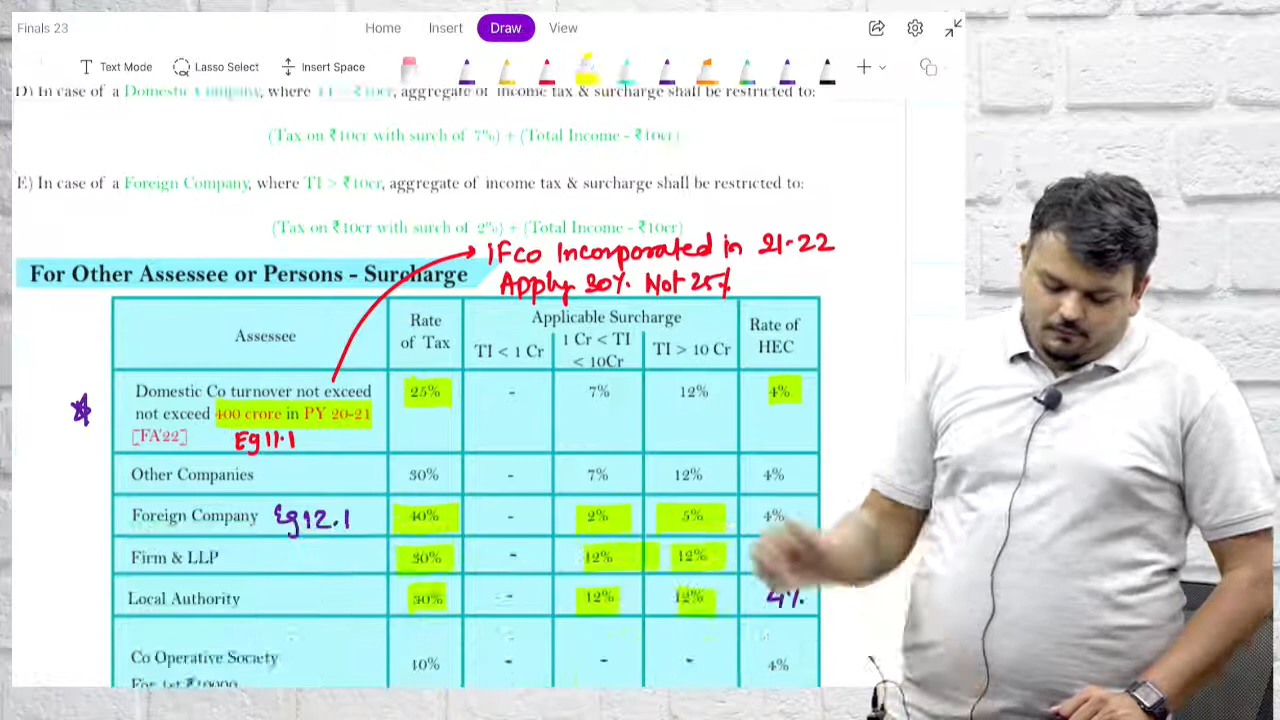 Finals 23
Home Insert Draw View
Text Mode Lasso Select Insert Space
D) In case of a Domestic Company, where TI > ₹10cr, aggregate of income tax & surcharge shall be restricted to:
(Tax on ₹10cr with surch of 7%) + (Total Income - ₹10cr)
E) In case of a Foreign Company, where TI > ₹10cr, aggregate of income tax & surcharge shall be restricted to:
(Tax on ₹10cr with surch of 2%) + (Total Income - ₹10cr)
iFco Incorporated in 21-22
Apply 30% Not 25%
For Other Assessee or Persons - Surcharge
Assessee
Rate of Tax
Applicable Surcharge
TI < 1 Cr
1 Cr < TI < 10Cr
TI > 10 Cr
Rate of HEC
Domestic Co turnover not exceed
not exceed 400 crore in PY 20-21
[FA'22] Eg 11.1
25% - 7% 12% 4%
Other Companies 30% - 7% 12% 4%
Foreign Company Eg 12.1 40% - 2% 5% 4%
Firm & LLP 30% - 12% 12%
Local Authority 30% - 12% 12% 4%
Co Operative Society 10% - - - 4%
For 1st ₹10000